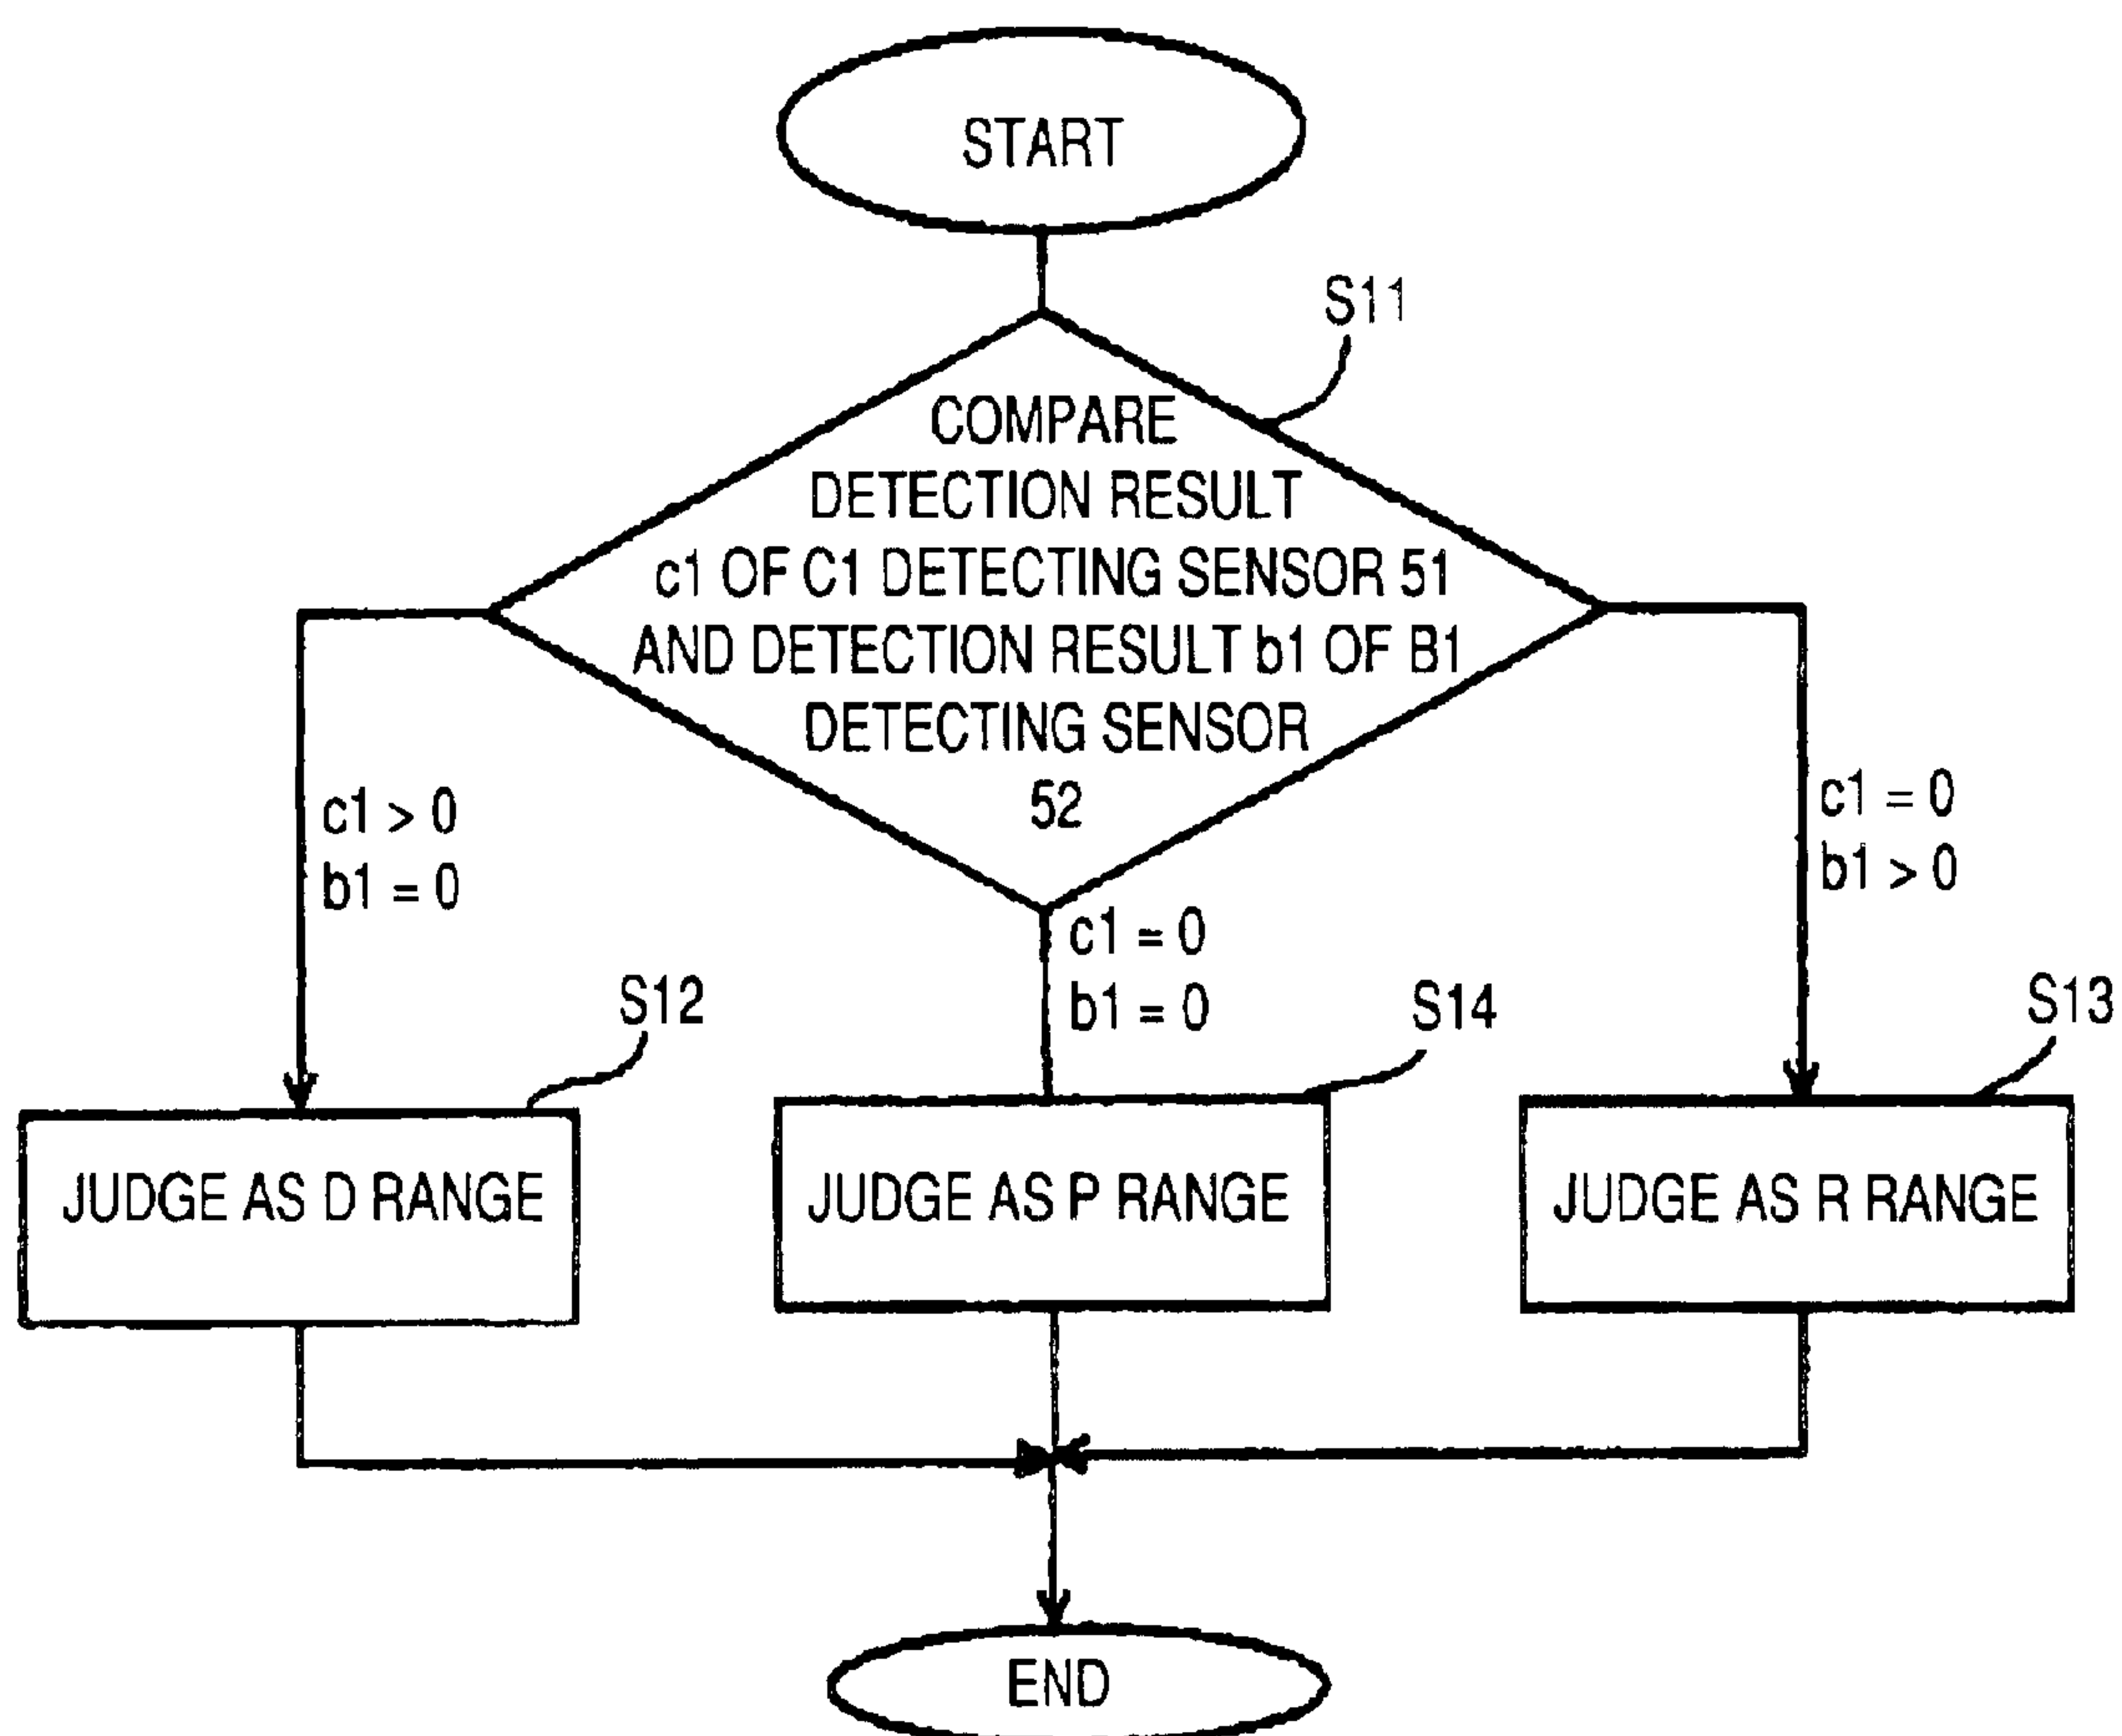 START
S11
COMPARE
DETECTION RESULT
c1 OF C1 DETECTING SENSOR 51
AND DETECTION RESULT b1 OF B1
DETECTING SENSOR
52
c1 > 0
b1 = 0
c1 = 0
b1 = 0
c1 = 0
b1 > 0
S12
S14
S13
JUDGE AS D RANGE
JUDGE AS P RANGE
JUDGE AS R RANGE
END